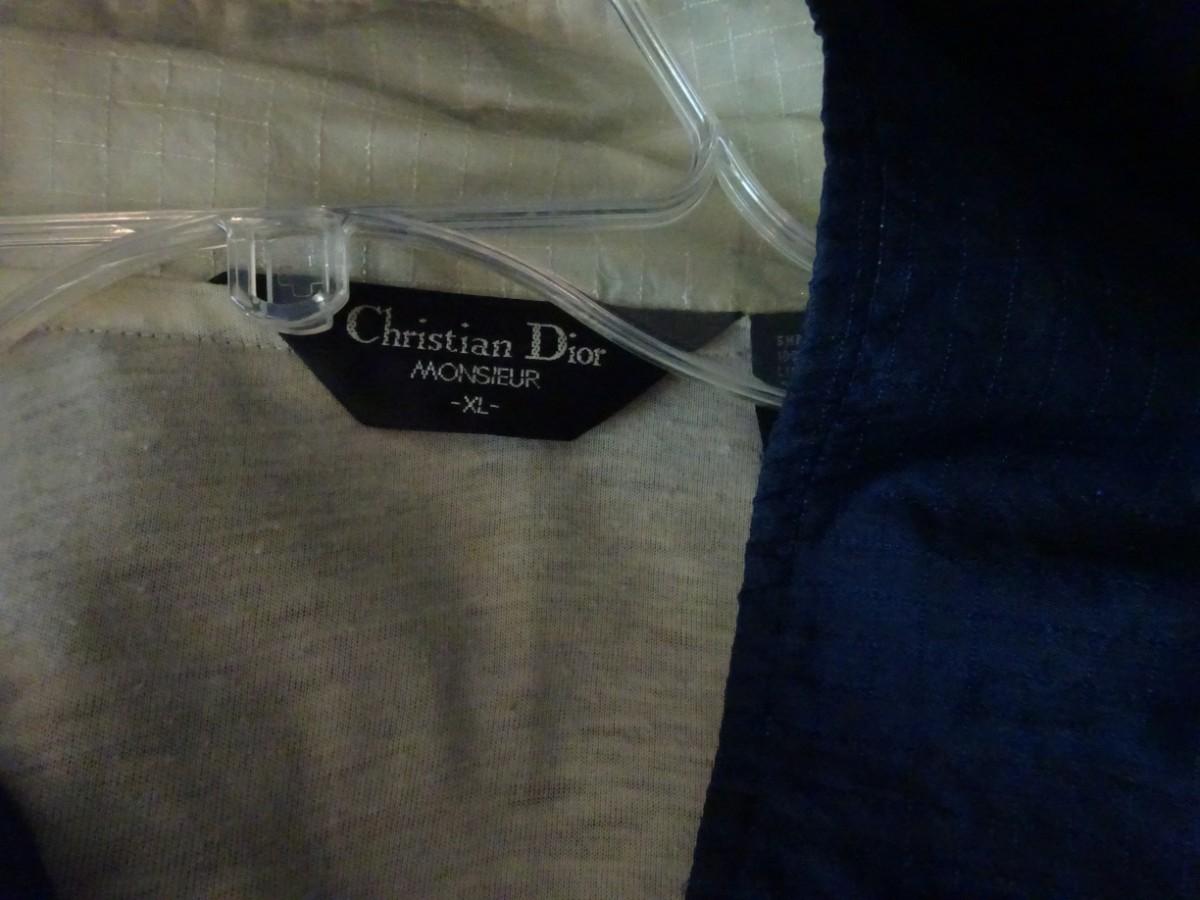 Christian Dior
MONSIEUR
-XL-